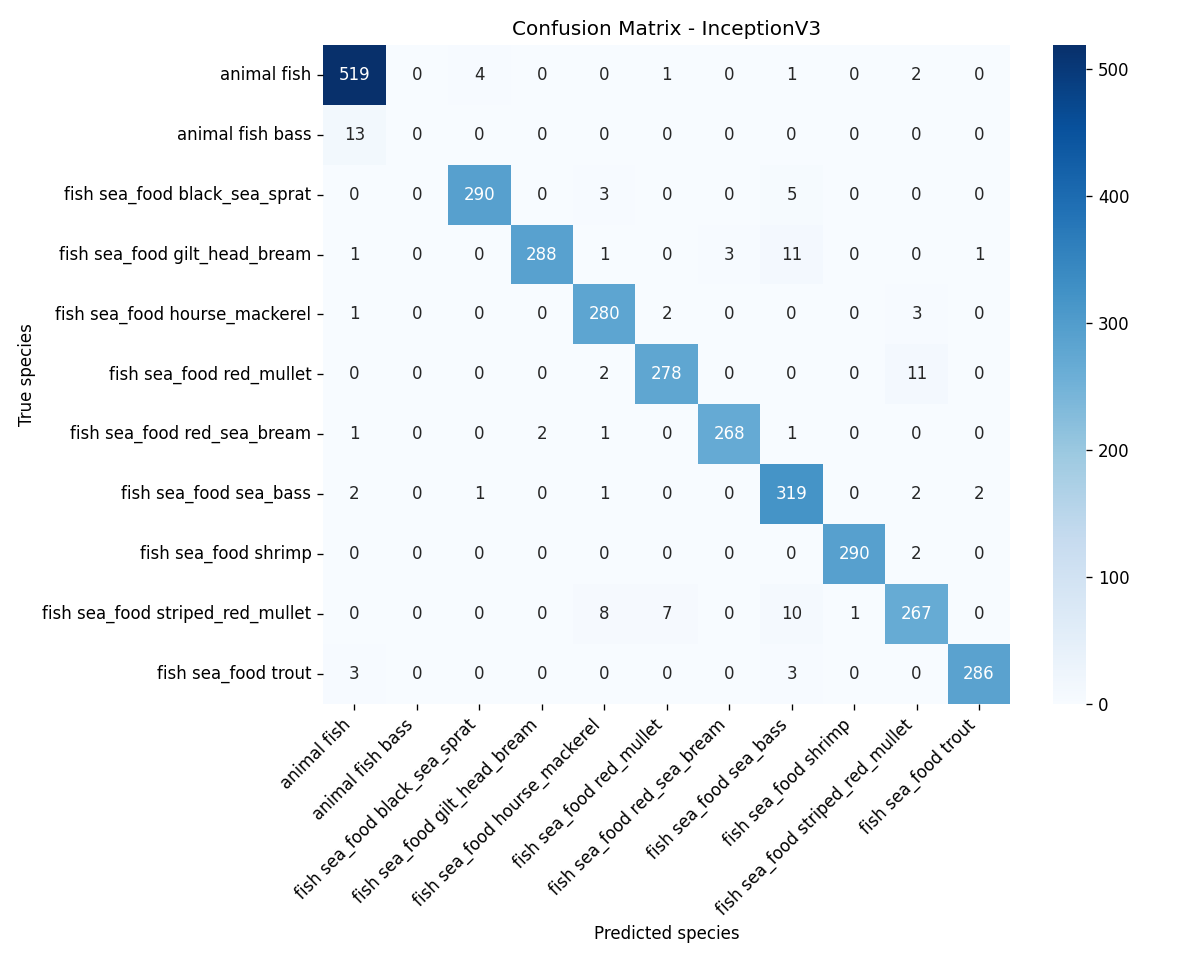 Confusion Matrix - InceptionV3
True species
animal fish 519 0 4 0 0 1 0 1 0 2 0
animal fish bass 13 0 0 0 0 0 0 0 0 0 0
fish sea_food black_sea_sprat 0 0 290 0 3 0 0 5 0 0 0
fish sea_food gilt_head_bream 1 0 0 288 1 0 3 11 0 0 1
fish sea_food hourse_mackerel 1 0 0 0 280 2 0 0 0 3 0
fish sea_food red_mullet 0 0 0 0 2 278 0 0 0 11 0
fish sea_food red_sea_bream 1 0 0 2 1 0 268 1 0 0 0
fish sea_food sea_bass 2 0 1 0 1 0 0 319 0 2 2
fish sea_food shrimp 0 0 0 0 0 0 0 0 290 2 0
fish sea_food striped_red_mullet 0 0 0 0 8 7 0 10 1 267 0
fish sea_food trout 3 0 0 0 0 0 0 3 0 0 286
animal fish
animal fish bass
fish sea_food black_sea_sprat
fish sea_food gilt_head_bream
fish sea_food hourse_mackerel
fish sea_food red_mullet
fish sea_food red_sea_bream
fish sea_food sea_bass
fish sea_food shrimp
fish sea_food striped_red_mullet
fish sea_food trout
Predicted species
500
400
300
200
100
0